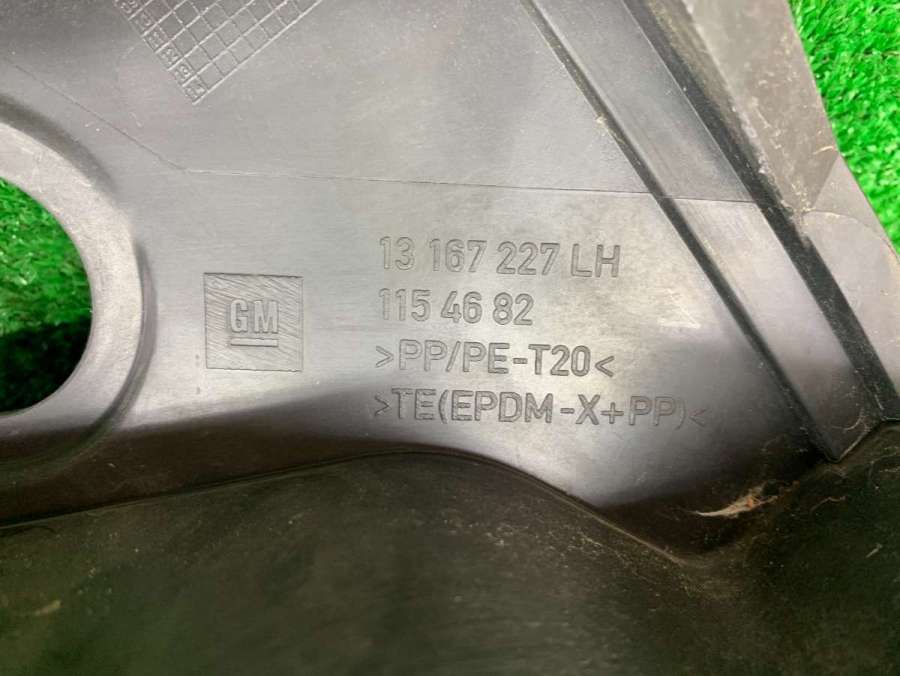 13 167 227 LH
GM
115 46 82
>PP/PE-T20<
>TE(EPDM-X+PP)<